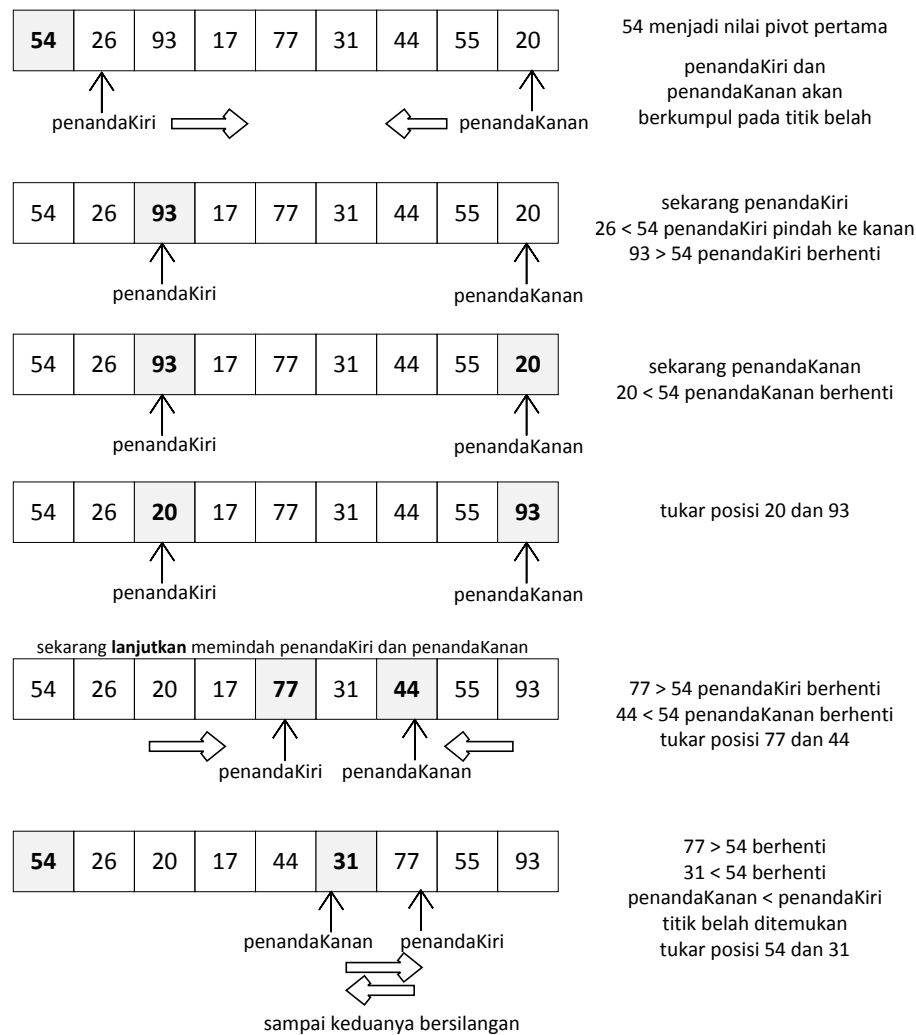 54 26 93 17 77 31 44 55 20
penandaKiri penandaKanan
54 menjadi nilai pivot pertama
penandaKiri dan
penandaKanan akan
berkumpul pada titik belah
54 26 93 17 77 31 44 55 20
penandaKiri penandaKanan
sekarang penandaKiri
26 < 54 penandaKiri pindah ke kanan
93 > 54 penandaKiri berhenti
54 26 93 17 77 31 44 55 20
penandaKiri penandaKanan
sekarang penandaKanan
20 < 54 penandaKanan berhenti
54 26 20 17 77 31 44 55 93
penandaKiri penandaKanan
tukar posisi 20 dan 93
sekarang lanjutkan memindah penandaKiri dan penandaKanan
54 26 20 17 77 31 44 55 93
penandaKiri penandaKanan
77 > 54 penandaKiri berhenti
44 < 54 penandaKanan berhenti
tukar posisi 77 dan 44
54 26 20 17 44 31 77 55 93
penandaKanan penandaKiri
sampai keduanya bersilangan
77 > 54 berhenti
31 < 54 berhenti
penandaKanan < penandaKiri
titik belah ditemukan
tukar posisi 54 dan 31